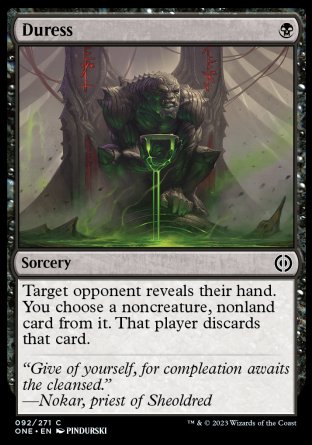 Duress
Sorcery
Target opponent reveals their hand.
You choose a noncreature, nonland
card from it. That player discards
that card.
“Give of yourself, for compleation awaits
the cleansed.”
—Nokar, priest of Sheoldred
092/271 C
ONE • EN PINDURSKI
™ & © 2023 Wizards of the Coast